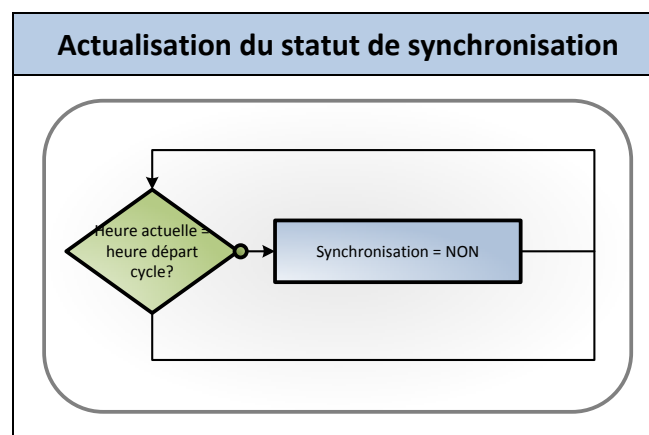 Actualisation du statut de synchronisation
Heure actuelle =
heure départ
cycle?
Synchronisation = NON